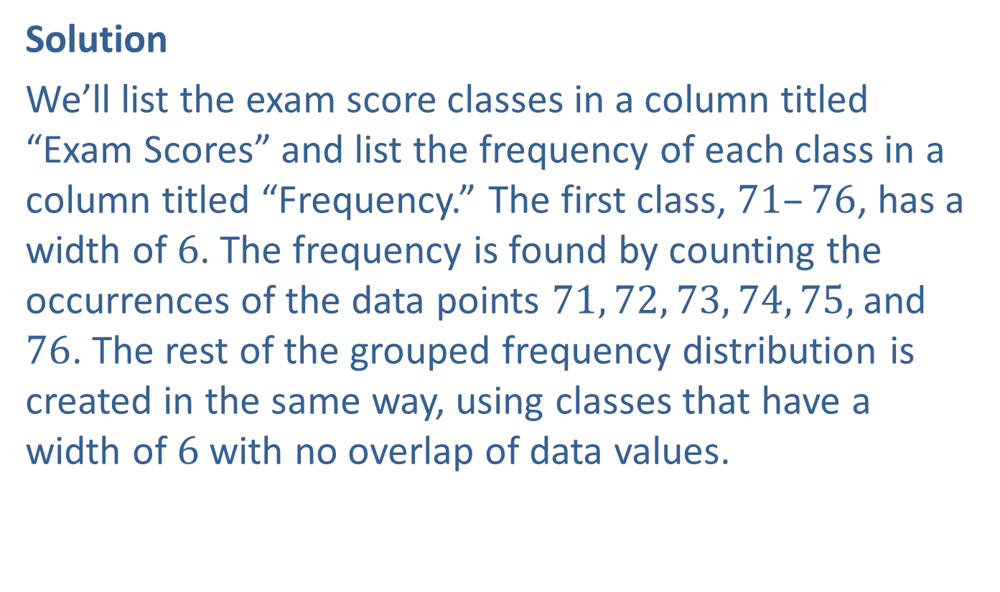 Solution
We’ll list the exam score classes in a column titled
“Exam Scores” and list the frequency of each class in a
column titled “Frequency.” The first class, 71– 76, has a
width of 6. The frequency is found by counting the
occurrences of the data points 71, 72, 73, 74, 75, and
76. The rest of the grouped frequency distribution is
created in the same way, using classes that have a
width of 6 with no overlap of data values.